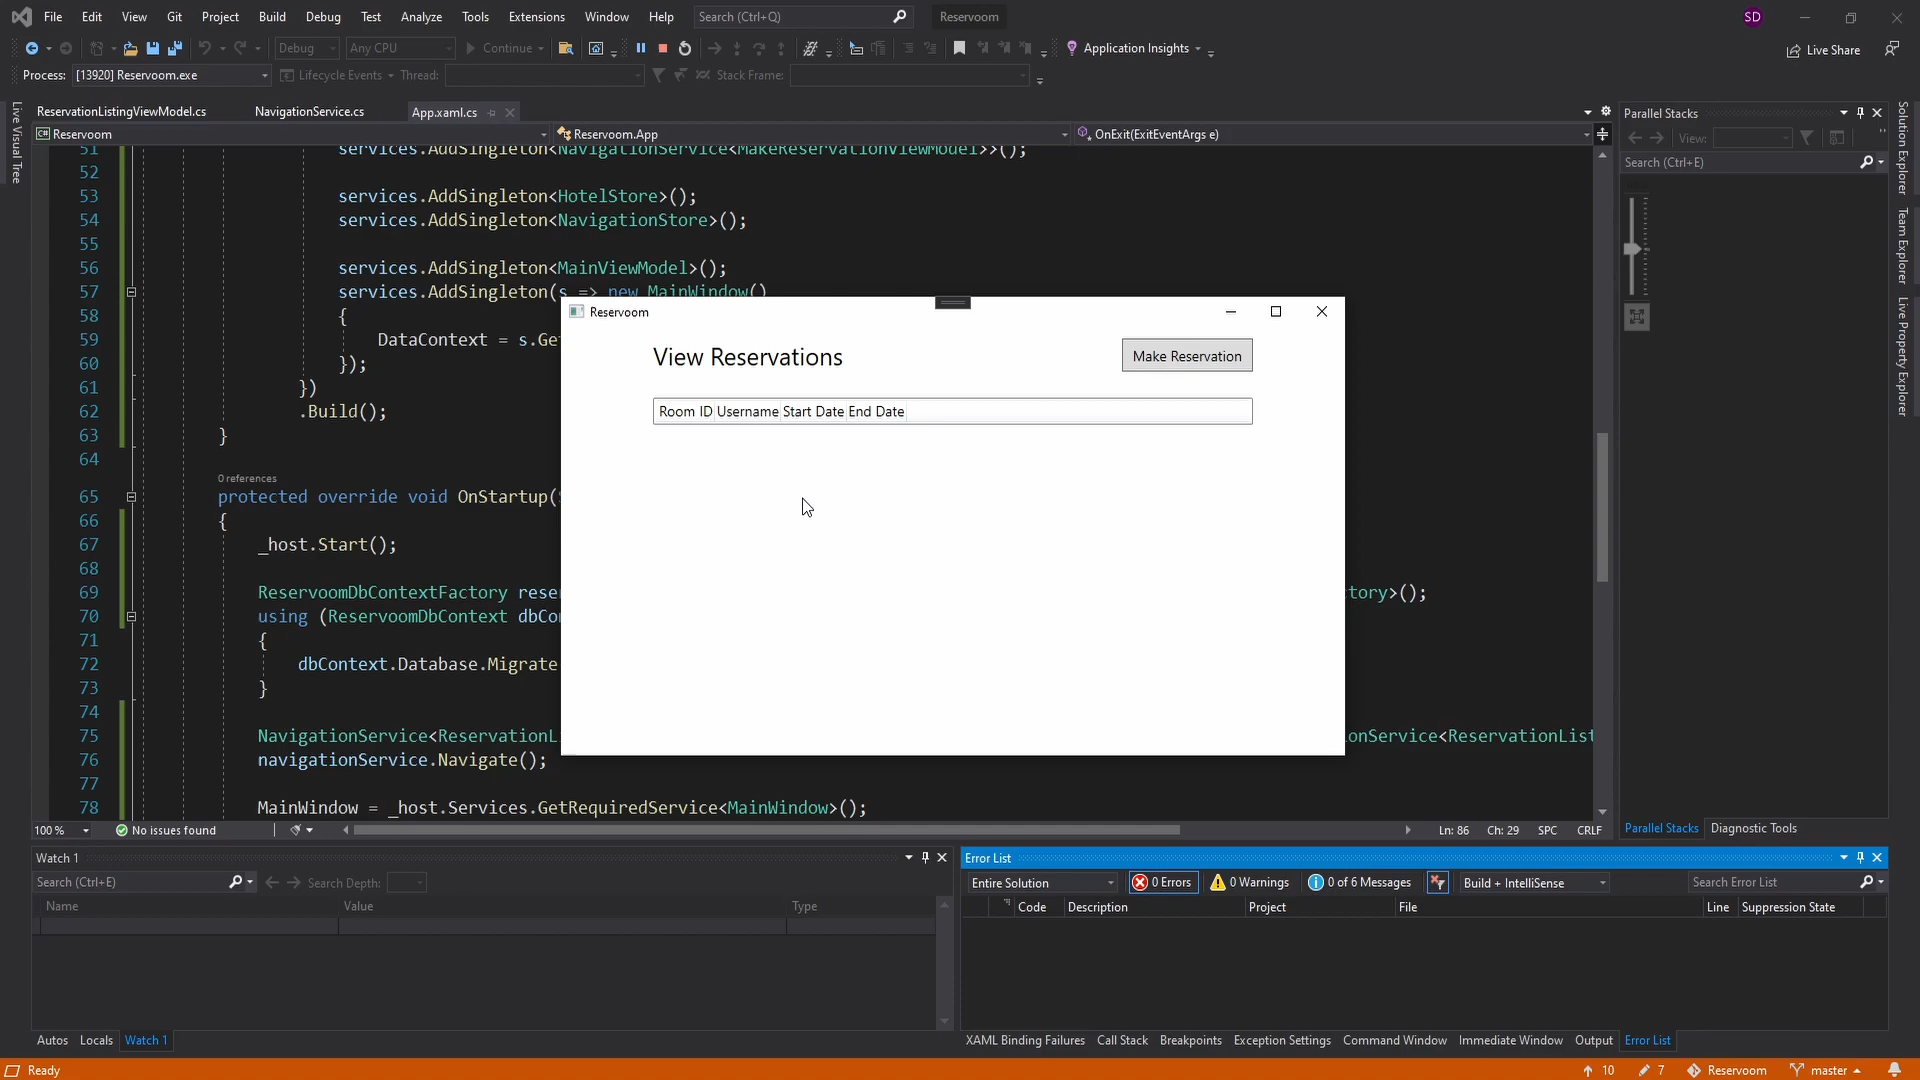 File Edit View Git Project Build Debug Test Analyze Tools Extensions Window Help Search (Ctrl+Q) Reservoom SD
Debug Any CPU Continue Application Insights Live Share
Process: [13920] Reservoom.exe Lifecycle Events Thread: Stack Frame:
ReservationListingViewModel.cs NavigationService.cs App.xaml.cs
Reservoom Reservoom.App OnExit(ExitEventArgs e)
51 services.AddSingleton<NavigationService<MakeReservationViewModel>>();
52
53 services.AddSingleton<HotelStore>();
54 services.AddSingleton<NavigationStore>();
55
56 services.AddSingleton<MainViewModel>();
57 services.AddSingleton(s => new MainWindow()
58 {
59 DataContext = s.Get
60 });
61 })
62 .Build();
63 }
64
0 references
65 protected override void OnStartup(
66 {
67 _host.Start();
68
69 ReservoomDbContextFactory rese tory>();
70 using (ReservoomDbContext dbCo
71 {
72 dbContext.Database.Migrate
73 }
74
75 NavigationService<ReservationL onService<ReservationList
76 navigationService.Navigate();
77
78 MainWindow = _host.Services.GetRequiredService<MainWindow>();
Reservoom
View Reservations
Make Reservation
Room ID Username Start Date End Date
100 % No issues found Ln: 86 Ch: 29 SPC CRLF
Live Visual Tree
Parallel Stacks
View:
Search (Ctrl+E)
Parallel Stacks Diagnostic Tools
Solution Explorer
Team Explorer
Live Property Explorer
Watch 1
Search (Ctrl+E) Search Depth:
Name Value Type
Autos Locals Watch 1
Error List
Entire Solution 0 Errors 0 Warnings 0 of 6 Messages Build + IntelliSense Search Error List
Code Description Project File Line Suppression State
XAML Binding Failures Call Stack Breakpoints Exception Settings Command Window Immediate Window Output Error List
Ready 10 7 Reservoom master